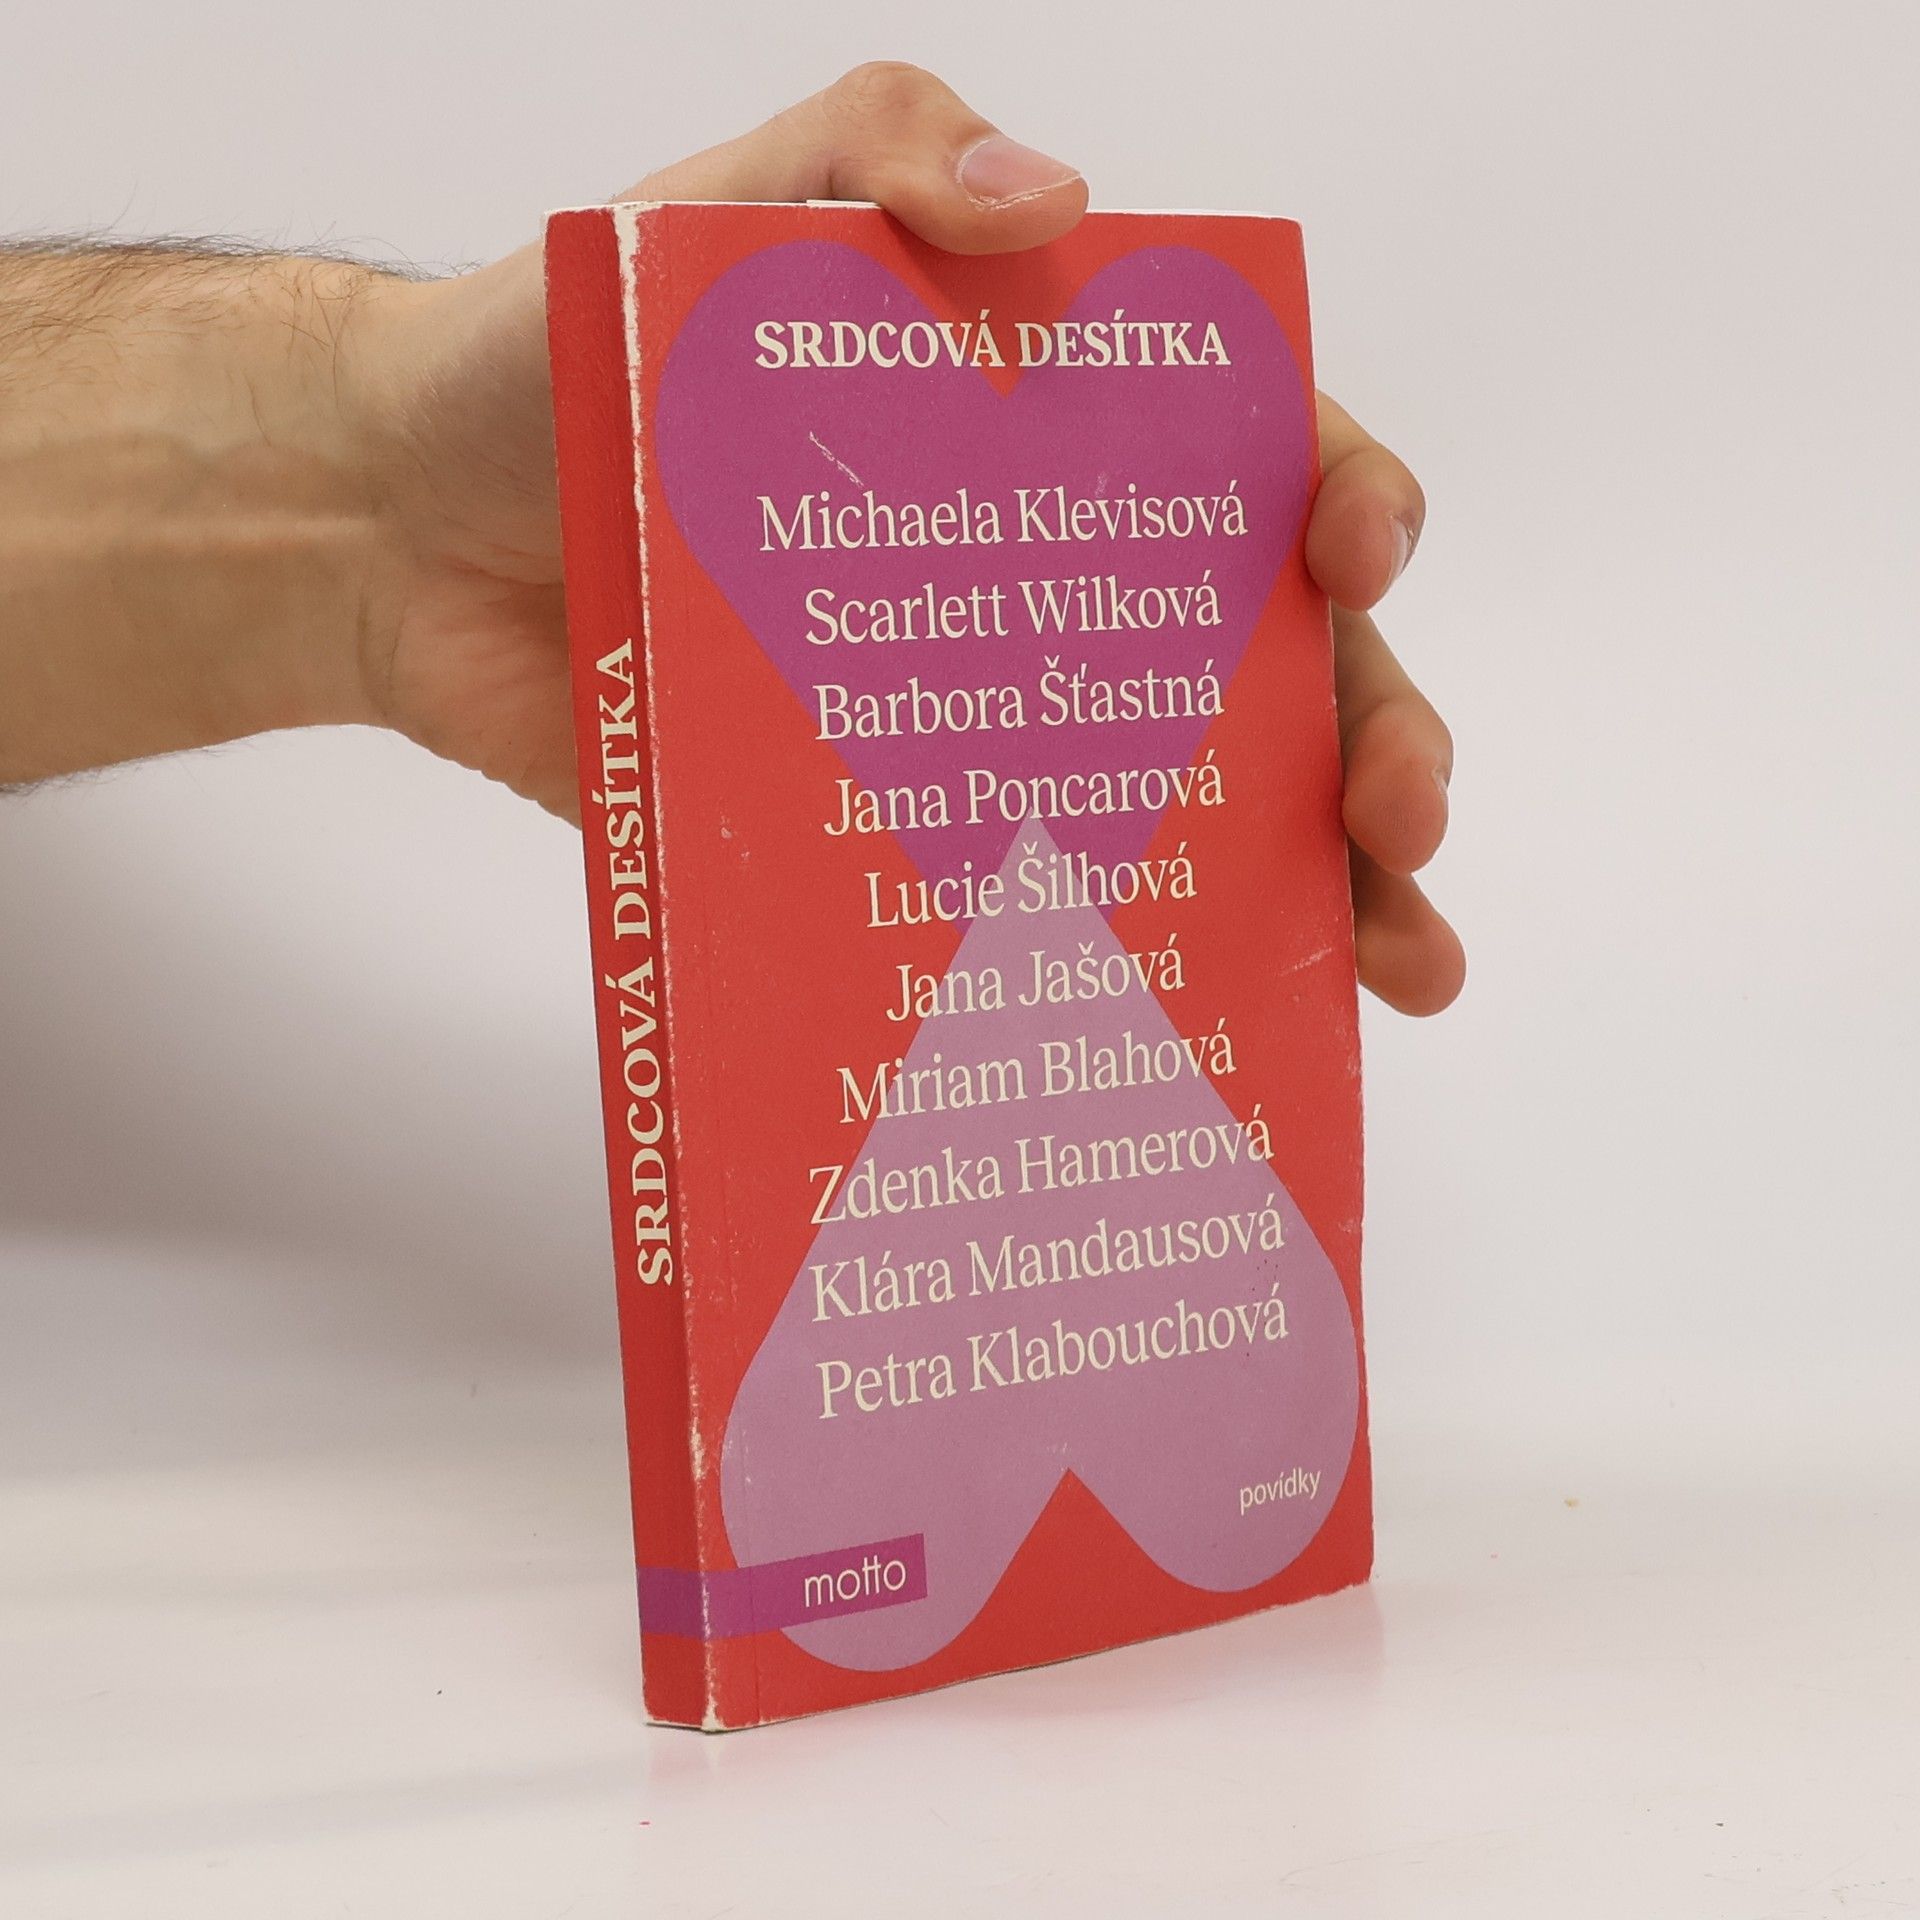 SRDCOVÁ DESÍTKA
SRDCOVÁ DESÍTKA
Michaela Klevisová
Scarlett Wilková
Barbora Šťastná
Jana Poncarová
Lucie Šilhová
Jana Jašová
Miriam Blahová
Zdenka Hamerová
Klára Mandausová
Petra Klabouchová
povídky
motto